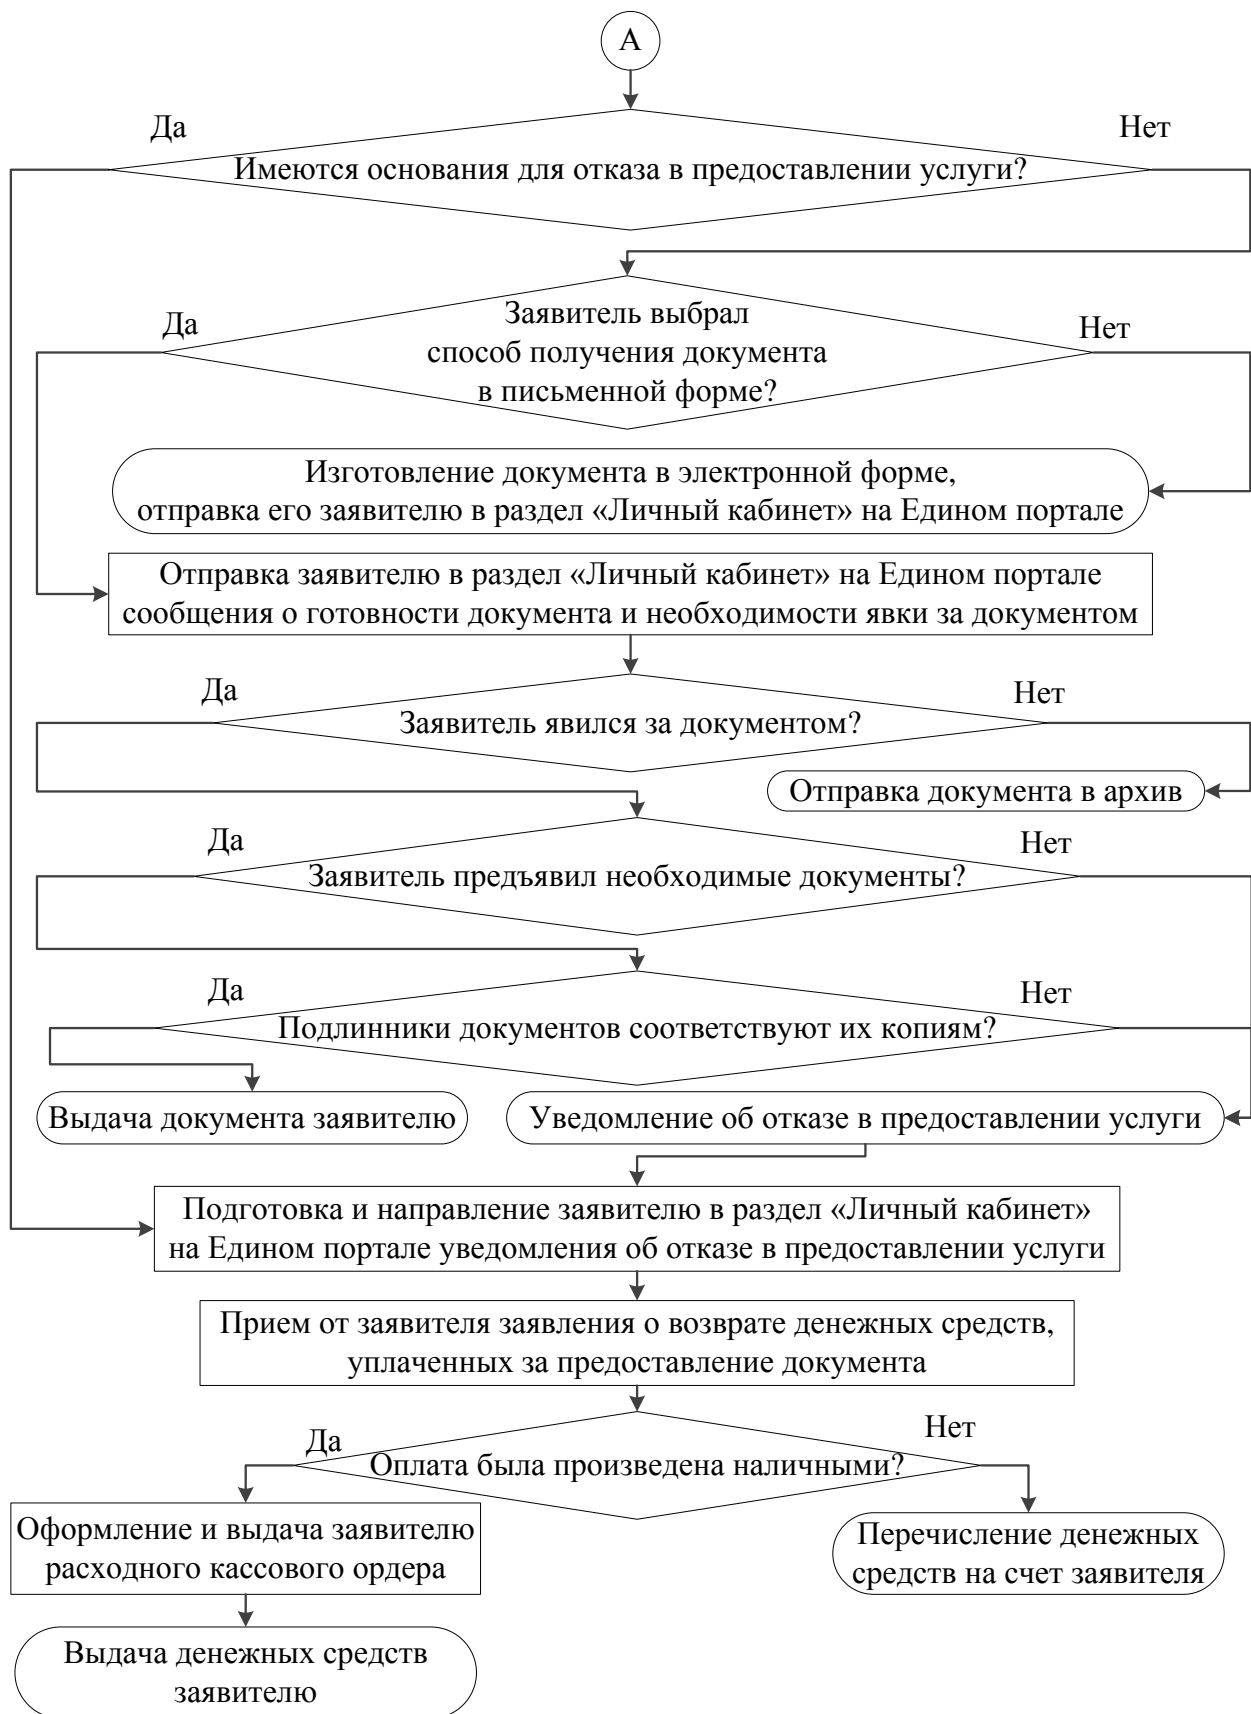 А
Да
Нет
Имеются основания для отказа в предоставлении услуги?
Да
Нет
Заявитель выбрал
способ получения документа
в письменной форме?
Изготовление документа в электронной форме,
отправка его заявителю в раздел «Личный кабинет» на Едином портале
Отправка заявителю в раздел «Личный кабинет» на Едином портале
сообщения о готовности документа и необходимости явки за документом
Да
Нет
Заявитель явился за документом?
Отправка документа в архив
Да
Нет
Заявитель предъявил необходимые документы?
Да
Нет
Подлинники документов соответствуют их копиям?
Выдача документа заявителю
Уведомление об отказе в предоставлении услуги
Подготовка и направление заявителю в раздел «Личный кабинет»
на Едином портале уведомления об отказе в предоставлении услуги
Прием от заявителя заявления о возврате денежных средств,
уплаченных за предоставление документа
Да
Нет
Оплата была произведена наличными?
Оформление и выдача заявителю
расходного кассового ордера
Перечисление денежных
средств на счет заявителя
Выдача денежных средств
заявителю